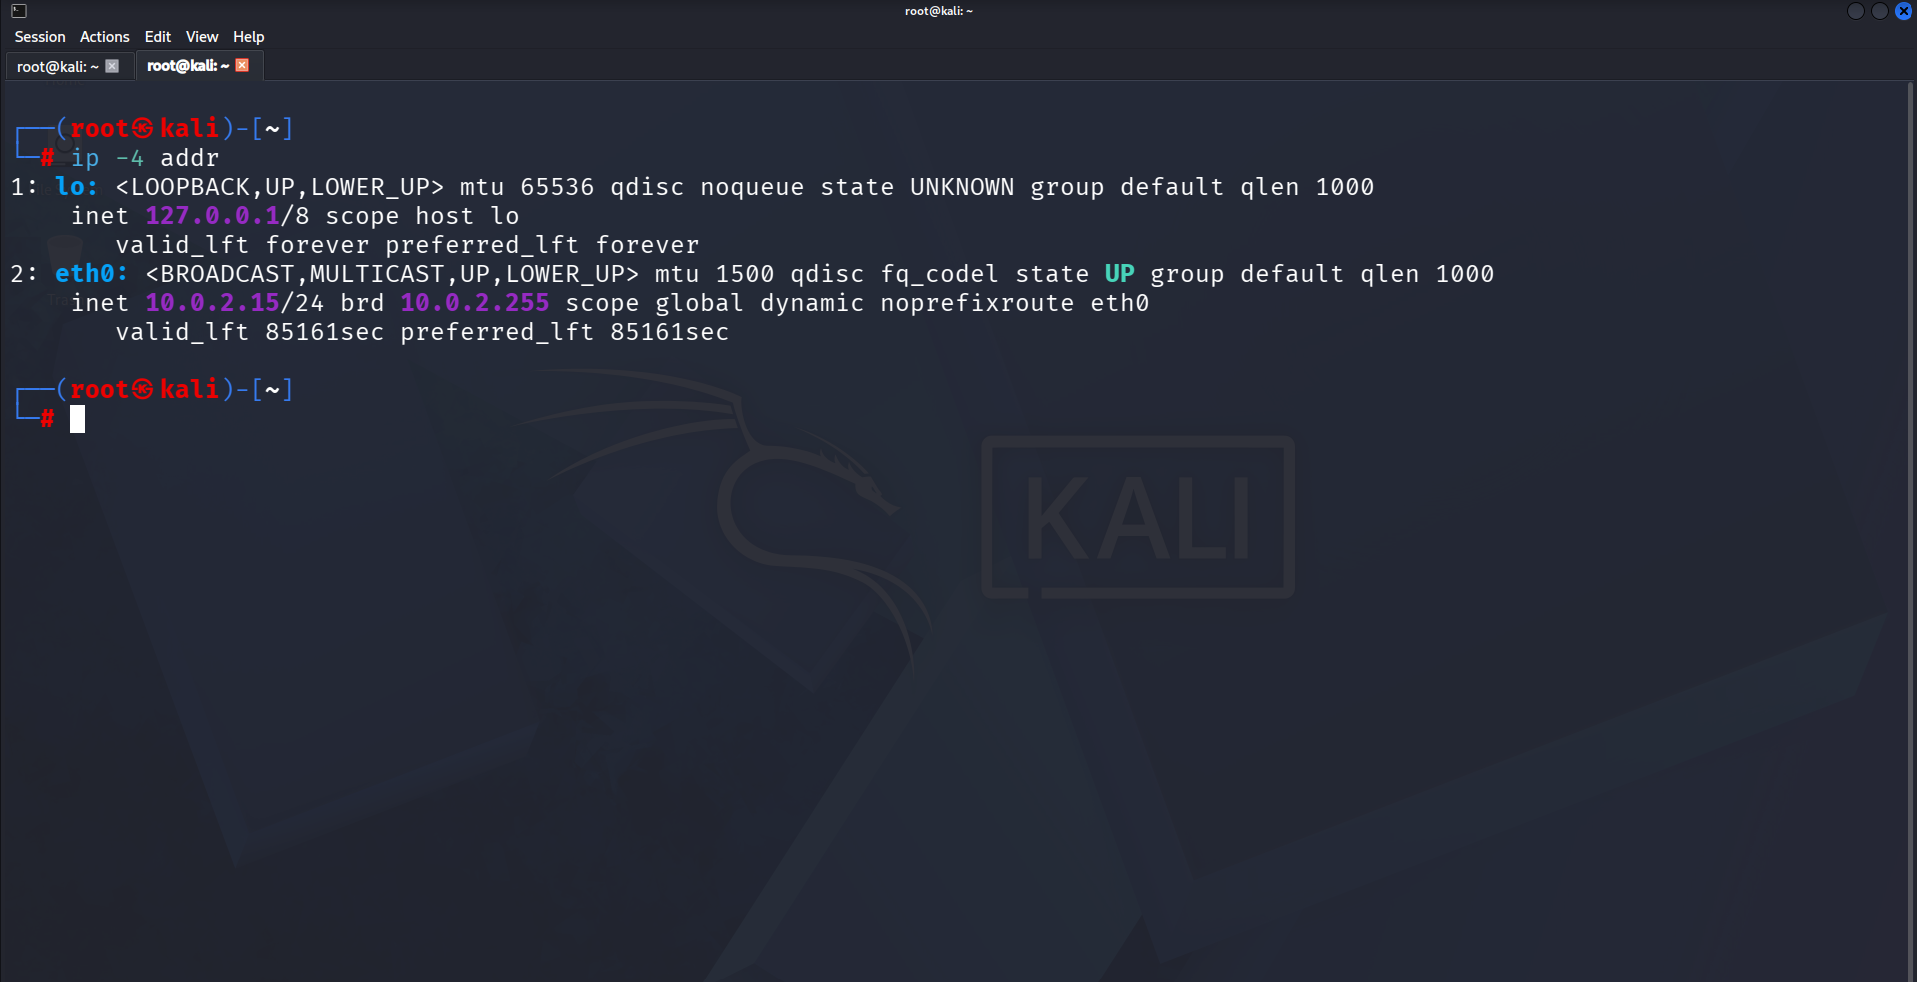 root@kali: ~
Session Actions Edit View Help
root@kali: ~ root@kali: ~
┌──(root㉿kali)-[~]
└─# ip -4 addr
1: lo: <LOOPBACK,UP,LOWER_UP> mtu 65536 qdisc noqueue state UNKNOWN group default qlen 1000
    inet 127.0.0.1/8 scope host lo
       valid_lft forever preferred_lft forever
2: eth0: <BROADCAST,MULTICAST,UP,LOWER_UP> mtu 1500 qdisc fq_codel state UP group default qlen 1000
    inet 10.0.2.15/24 brd 10.0.2.255 scope global dynamic noprefixroute eth0
       valid_lft 85161sec preferred_lft 85161sec
┌──(root㉿kali)-[~]
└─#
KALI